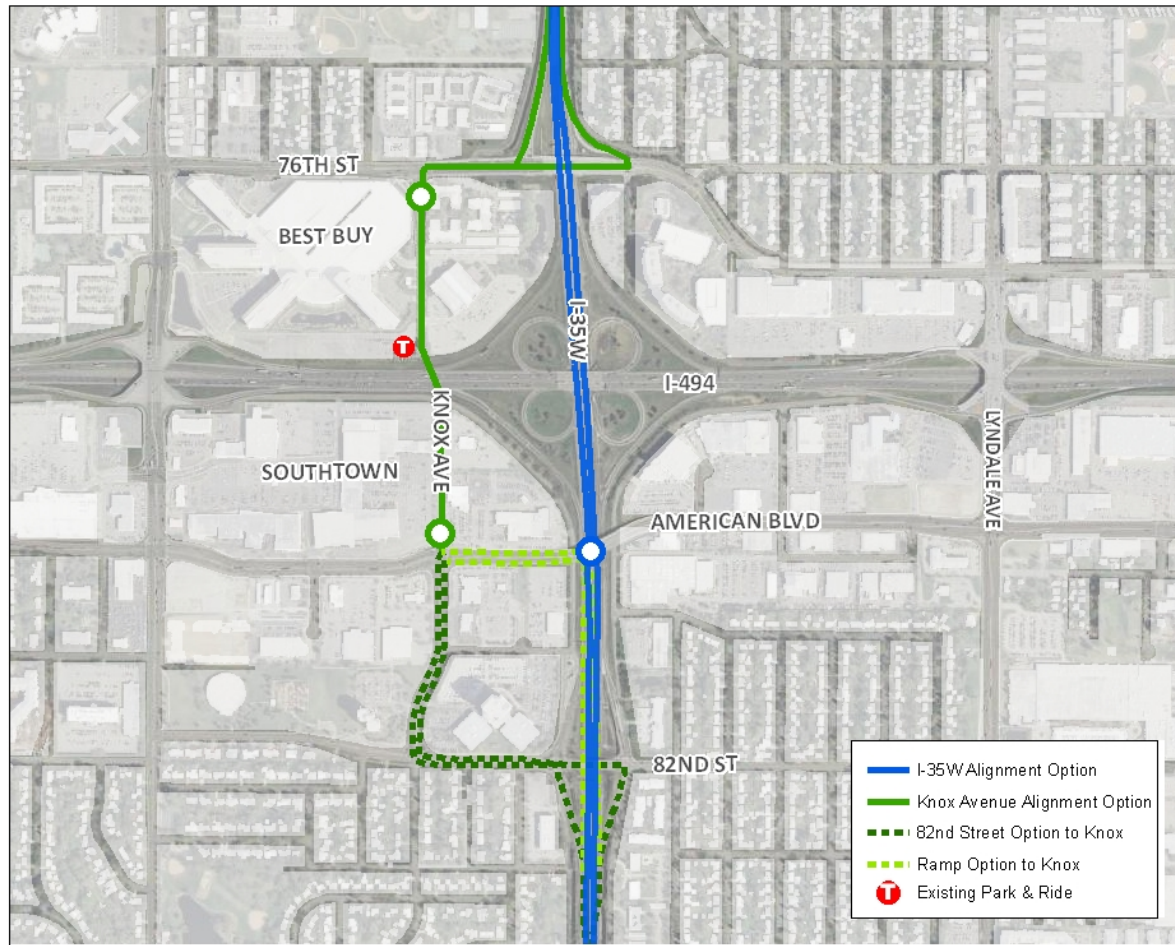 76TH ST
BEST BUY
I-35W
T
I-494
KNOX AVE
LYNDALE AVE
SOUTHTOWN
AMERICAN BLVD
82ND ST
I-35W Alignment Option
Knox Avenue Alignment Option
82nd Street Option to Knox
Ramp Option to Knox
T Existing Park & Ride